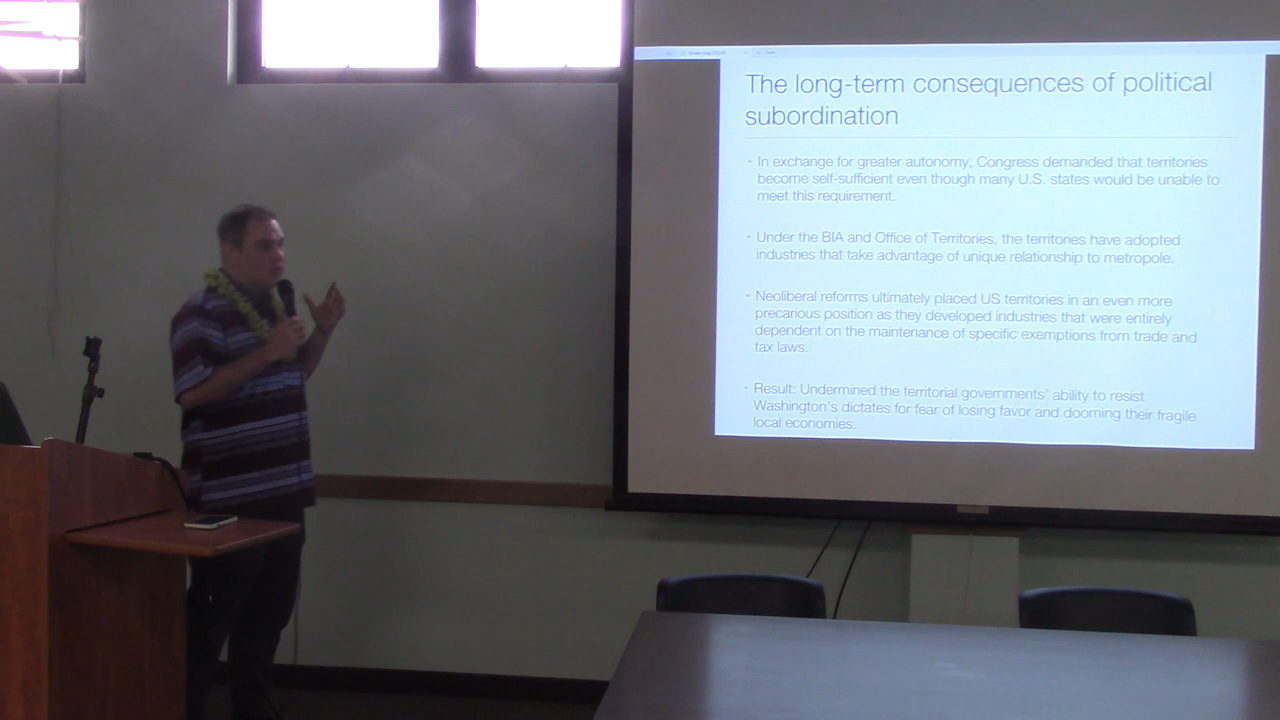 The long-term consequences of political
subordination
• In exchange for greater autonomy, Congress demanded that territories
become self-sufficient even though many U.S. states would be unable to
meet this requirement.
• Under the BIA and Office of Territories, the territories have adopted
industries that take advantage of unique relationship to metropole.
• Neoliberal reforms ultimately placed US territories in an even more
precarious position as they developed industries that were entirely
dependent on the maintenance of specific exemptions from trade and
tax laws.
• Result: Undermined the territorial governments' ability to resist
Washington's dictates for fear of losing favor and dooming their fragile
local economies.